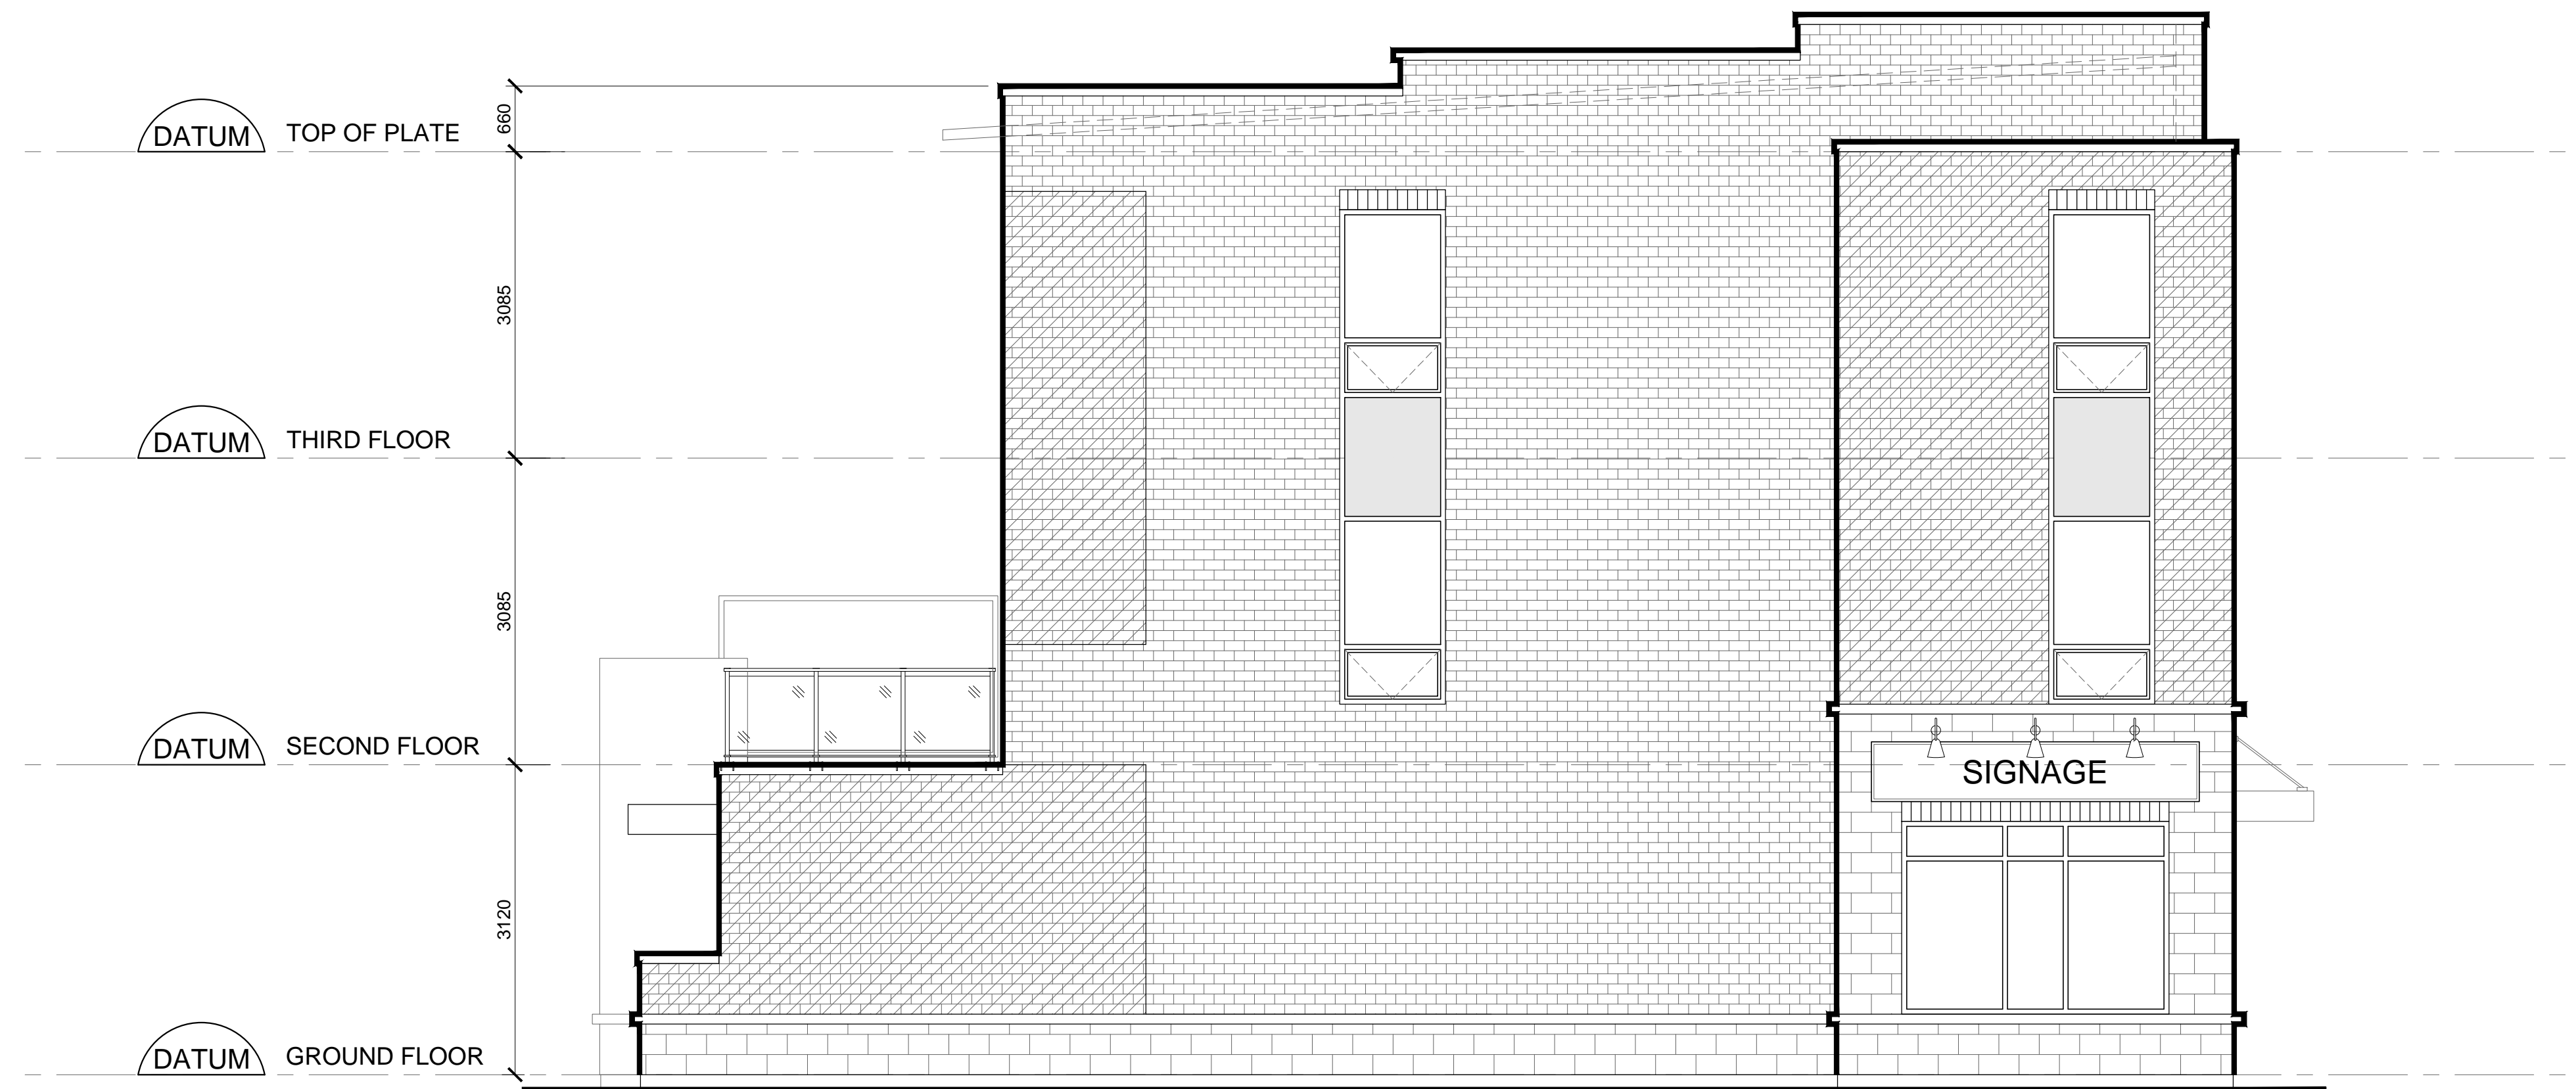 660
DATUM TOP OF PLATE
3085
DATUM THIRD FLOOR
3085
DATUM SECOND FLOOR
SIGNAGE
3120
DATUM GROUND FLOOR